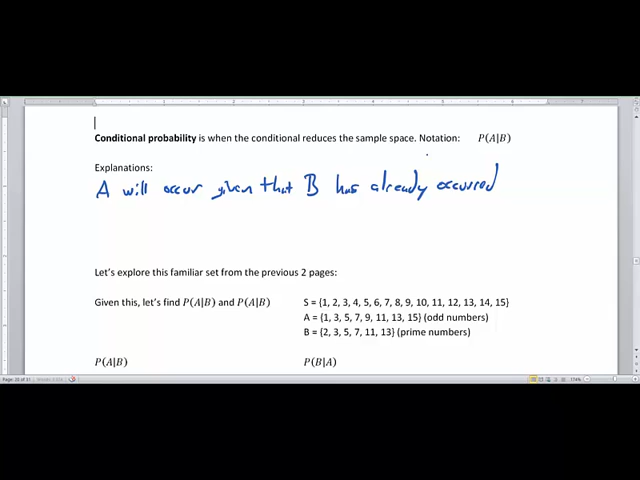 Conditional probability is when the conditional reduces the sample space. Notation: P(A|B)
Explanations:
A will occur given that B has already occurred
Let's explore this familiar set from the previous 2 pages:
Given this, let's find P(A|B) and P(A|B) S = {1, 2, 3, 4, 5, 6, 7, 8, 9, 10, 11, 12, 13, 14, 15}
A = {1, 3, 5, 7, 9, 11, 13, 15} (odd numbers)
B = {2, 3, 5, 7, 11, 13} (prime numbers)
P(A|B) P(B|A)